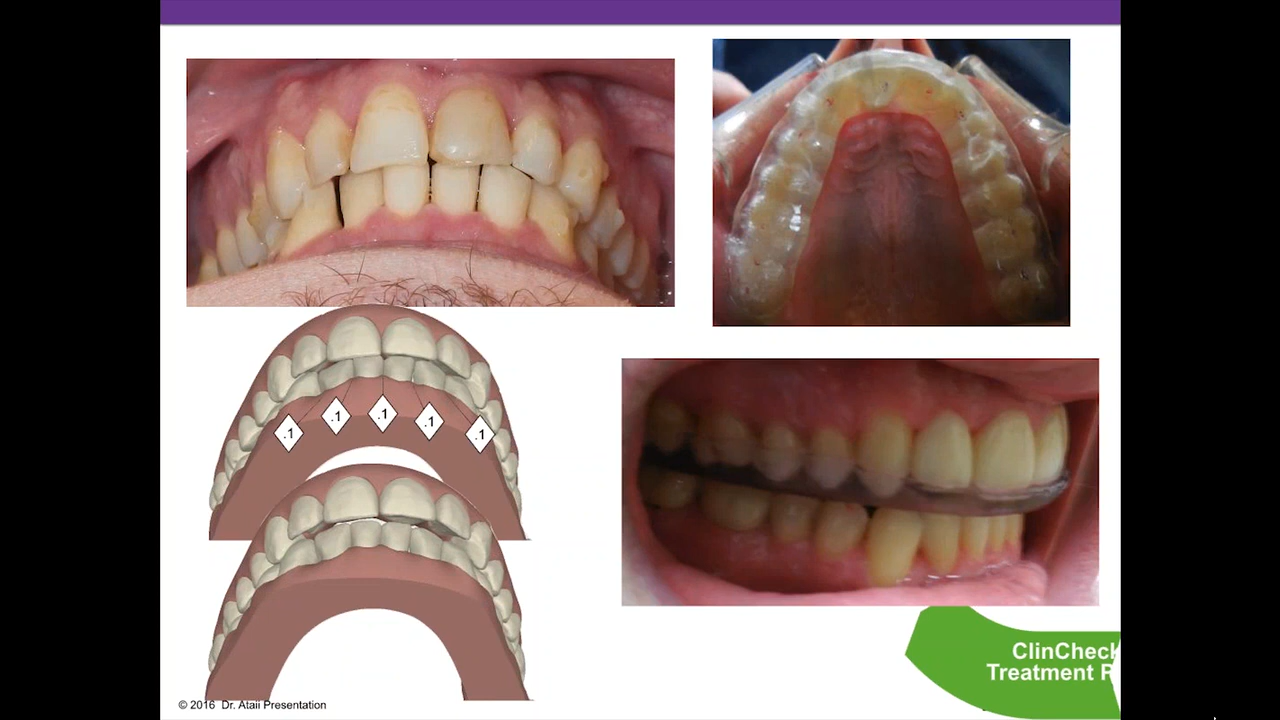 .1
.1
.1
.1
.1
ClinCheck
Treatment P
© 2016 Dr. Ataii Presentation